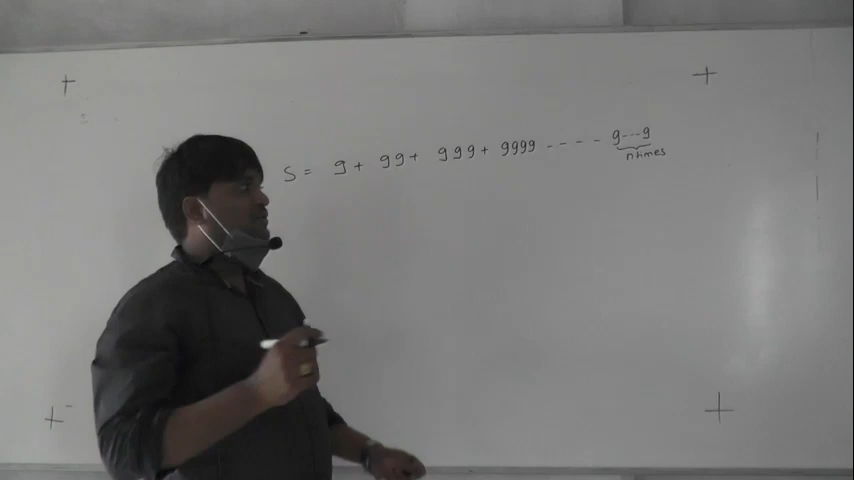 S = 9 + 99 + 999 + 9999 - - - - 9---9
n times